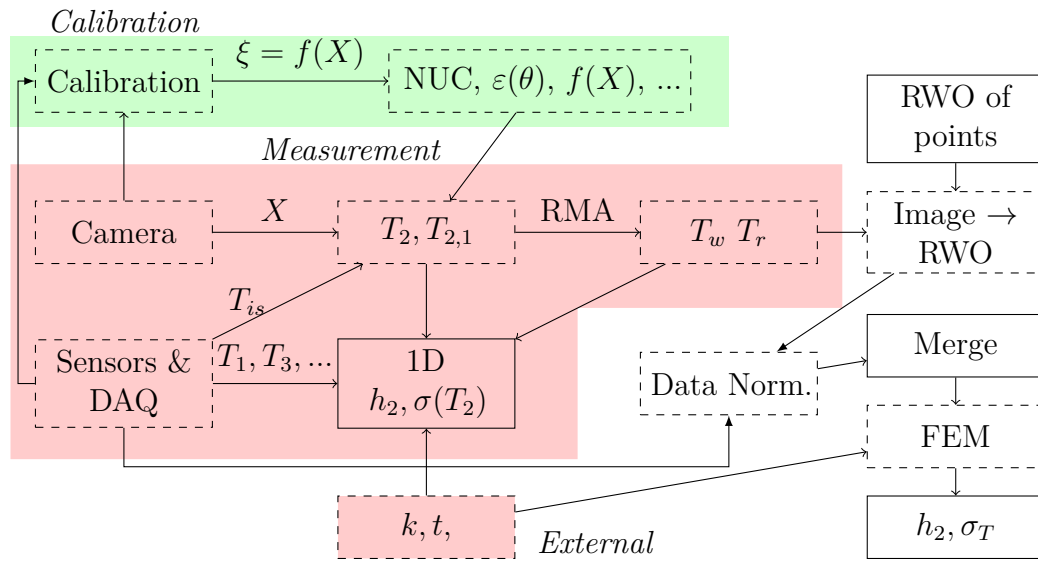 Calibration
Calibration
ξ = f(X)
NUC, ε(θ), f(X), ...
RWO of
points
Measurement
Camera
X
T₂, T₂,₁
RMA
T_w T_r
Image →
RWO
T_is
Sensors &
DAQ
T₁, T₃, ...
1D
h₂, σ(T₂)
Data Norm.
Merge
FEM
k, t,
External
h₂, σ_T